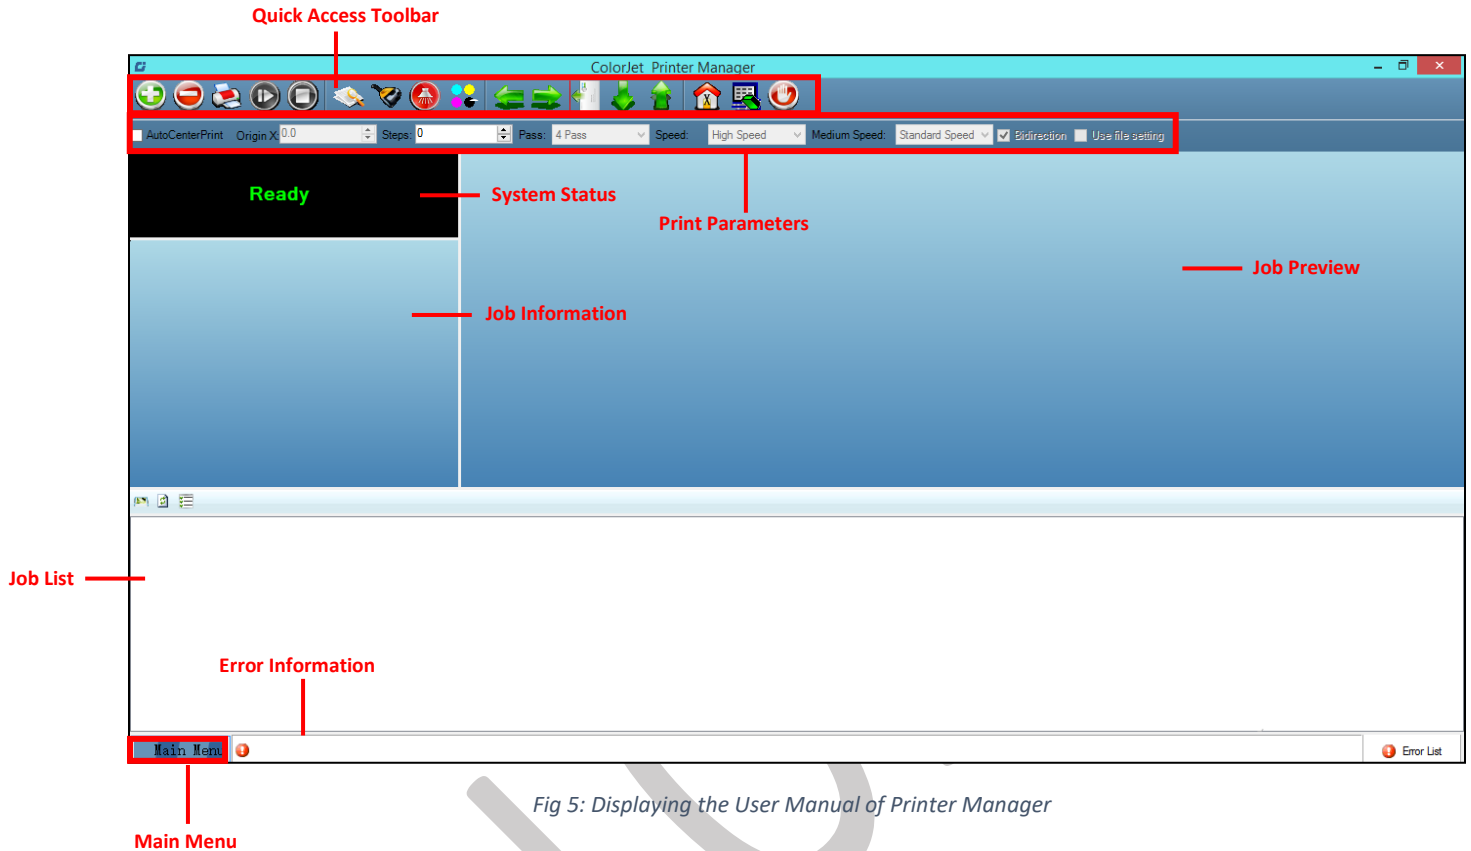 Quick Access Toolbar
ColorJet Printer Manager
AutoCenterPrint Origin X: 0.0 Steps: 0 Pass: 4 Pass Speed: High Speed Medium Speed: Standard Speed Bidirection Use file setting
Ready
System Status
Print Parameters
Job Preview
Job Information
Job List
Error Information
Main Menu
Error List
Fig 5: Displaying the User Manual of Printer Manager
Main Menu